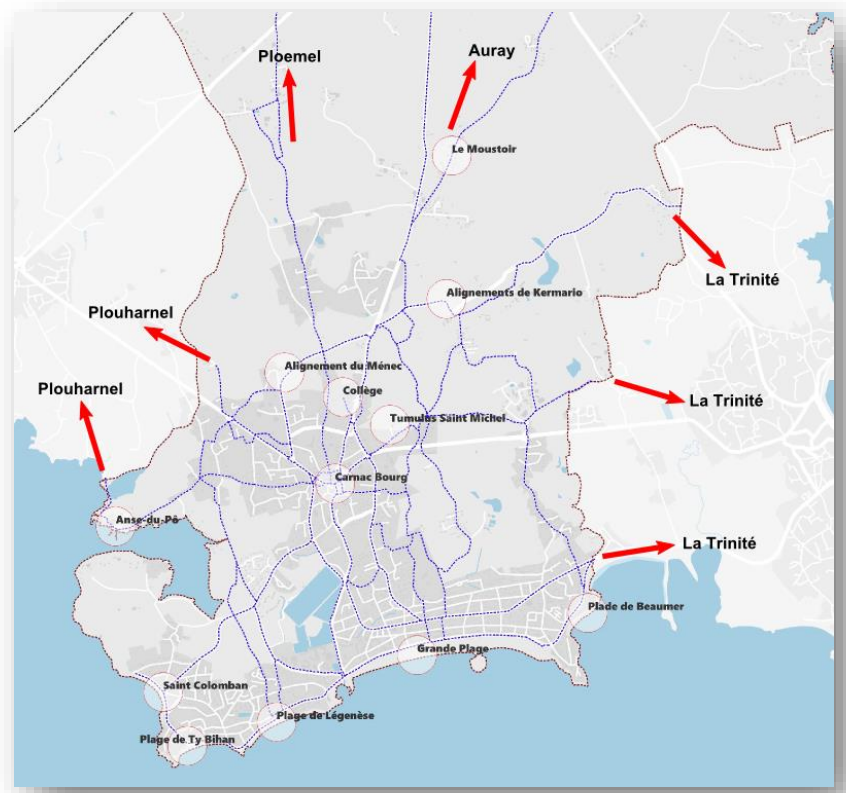 Ploemel
Auray
Le Moustoir
La Trinité
Alignements de Kermario
Plouharnel
Alignement du Ménec
Plouharnel
Collège
La Trinité
Tumulus Saint Michel
Carnac Bourg
Anse-du-Pô
La Trinité
Plade de Beaumer
Grande Plage
Saint Colomban
Plage de Légenèse
Plage de Ty Bihan